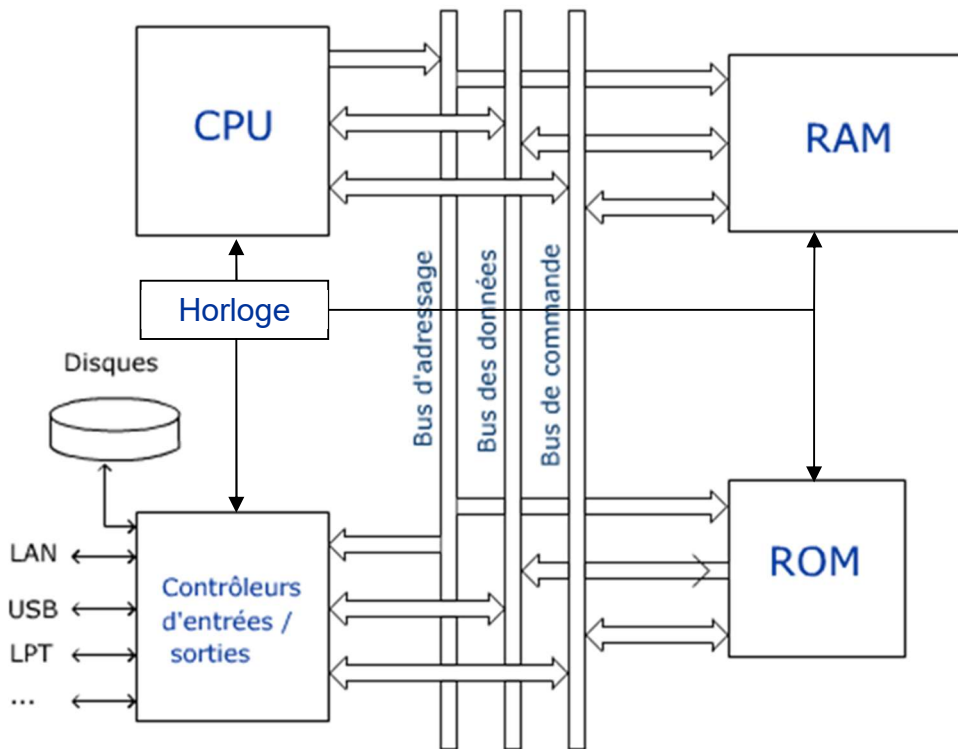 CPU
RAM
Horloge
Bus d'adressage
Bus des données
Bus de commande
Disques
LAN
USB
LPT
...
Contrôleurs
d'entrées /
sorties
ROM